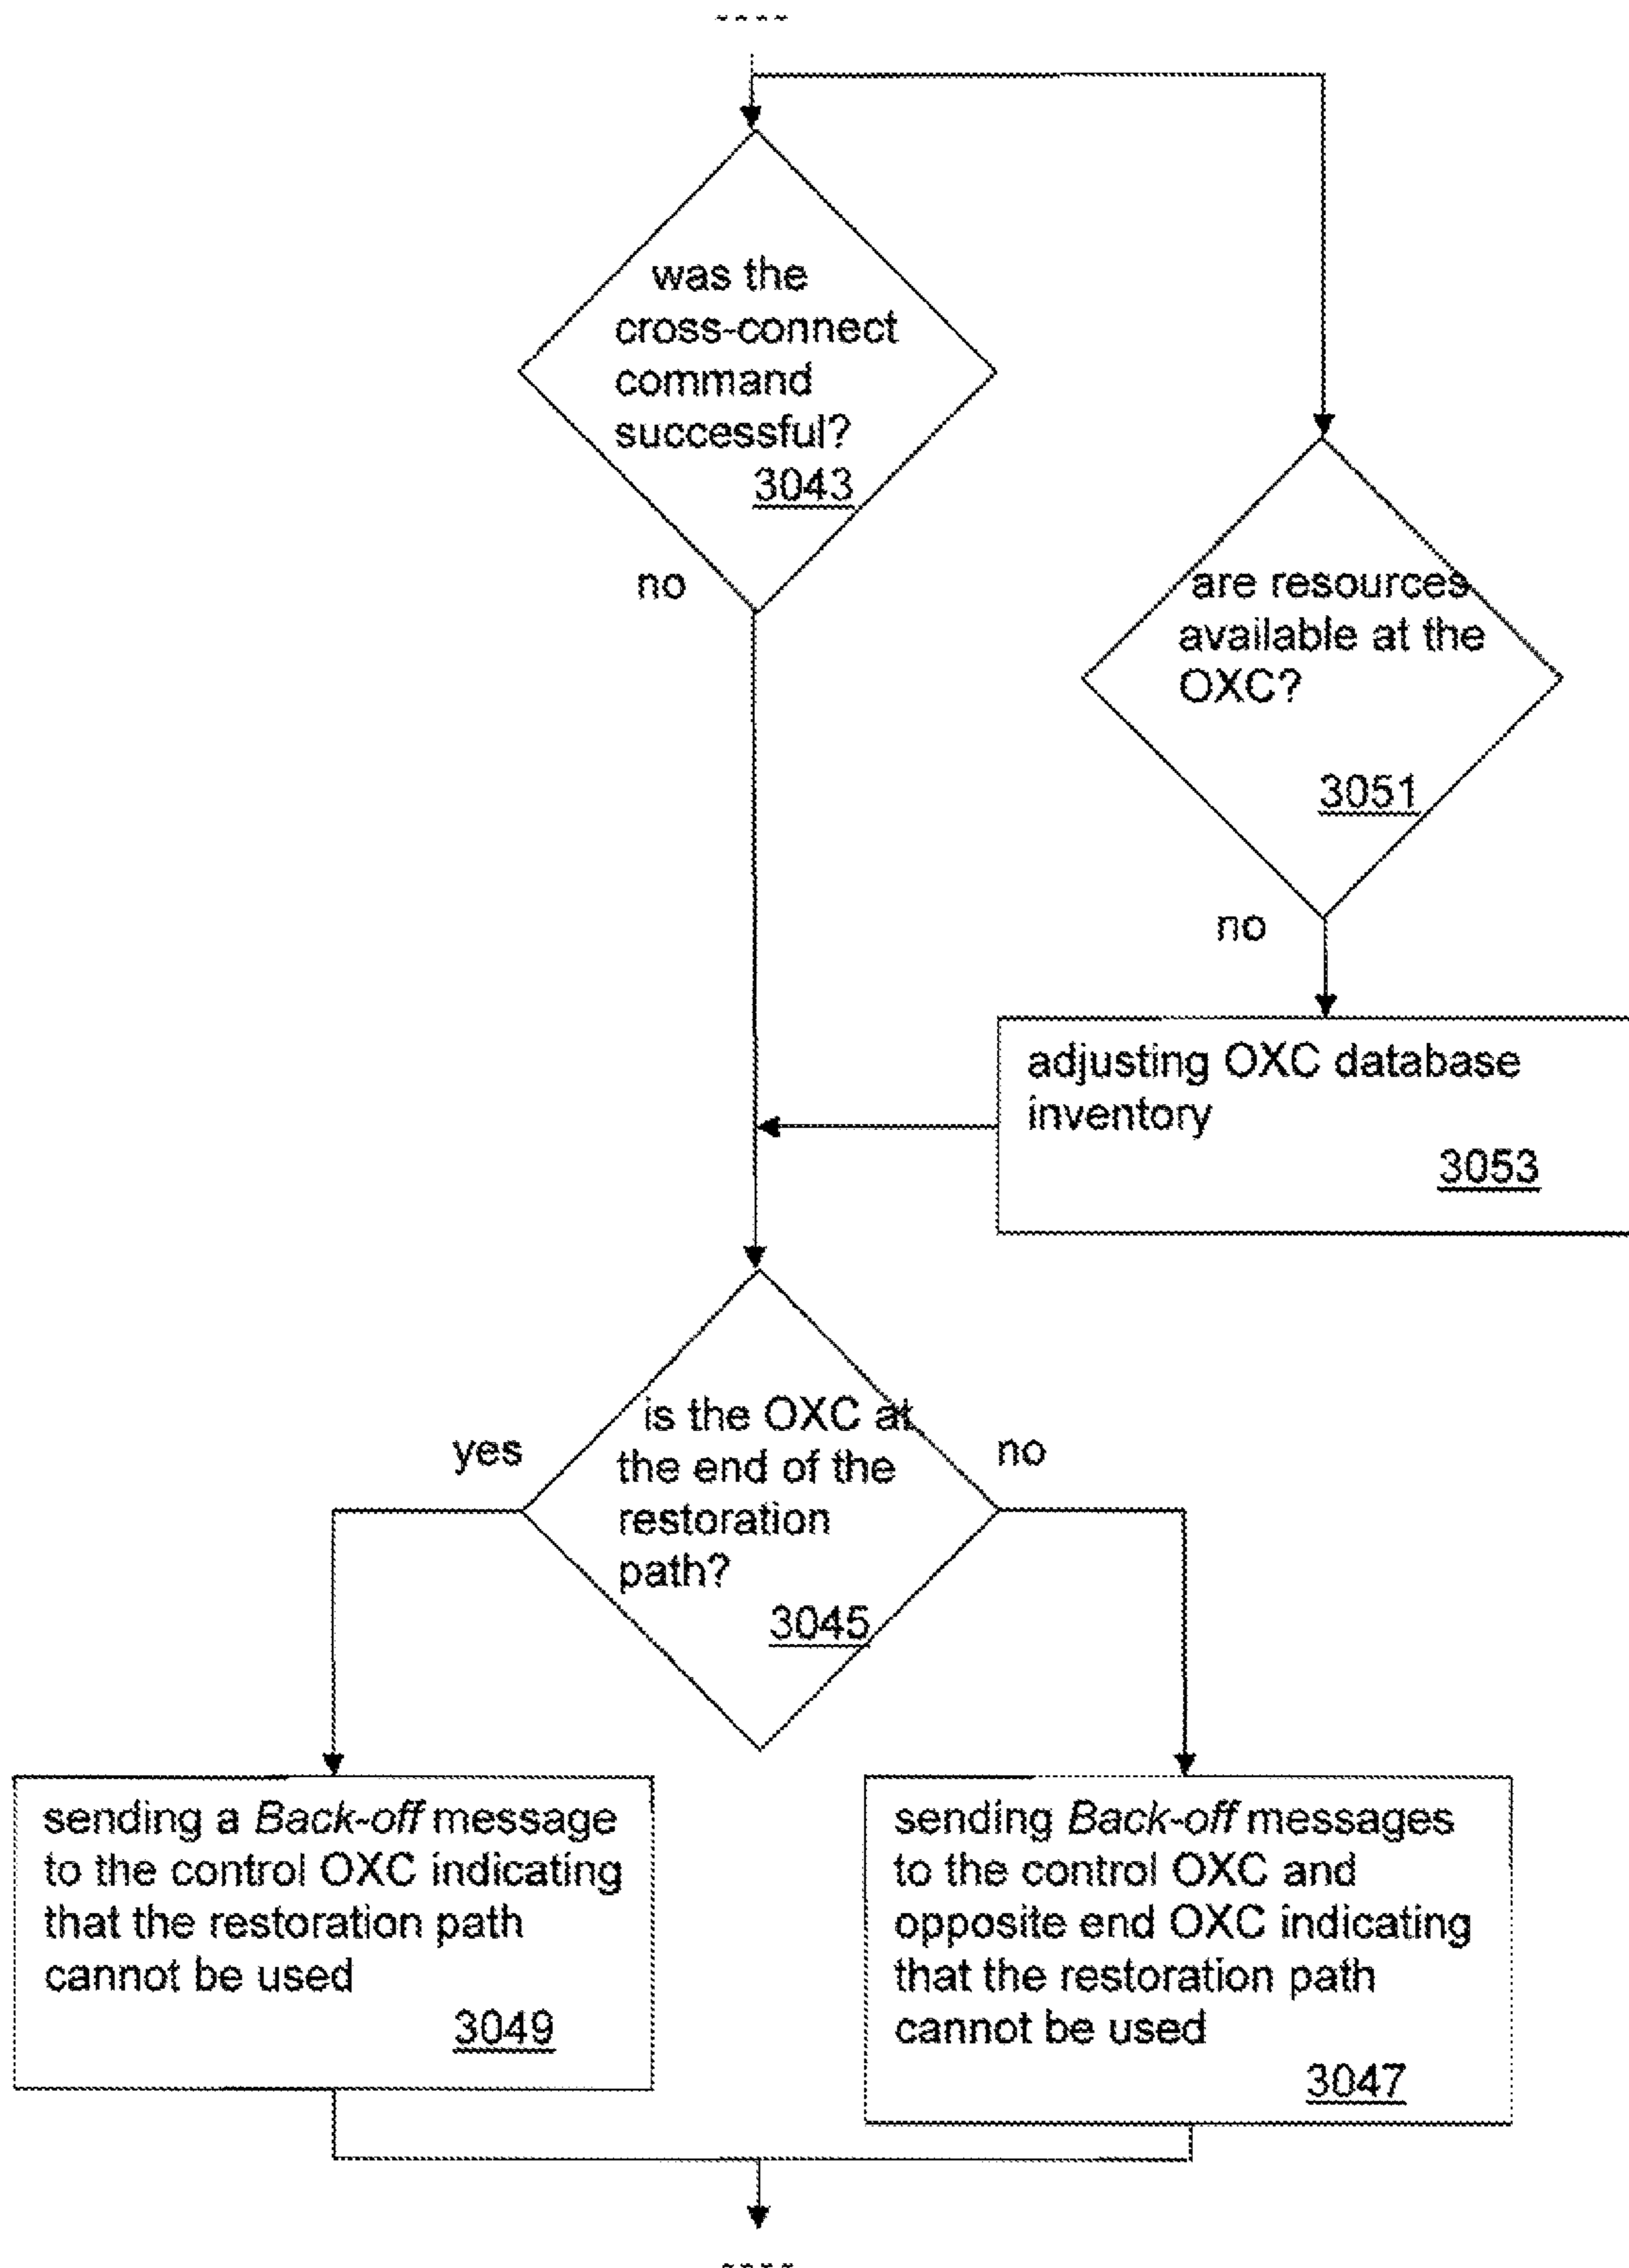 was the
cross-connect
command
successful?
3043
no
are resources
available at the
OXC?
3051
no
adjusting OXC database
inventory
3053
is the OXC at
the end of the
restoration
path?
3045
yes
no
sending a Back-off message
to the control OXC indicating
that the restoration path
cannot be used
3049
sending Back-off messages
to the control OXC and
opposite end OXC indicating
that the restoration path
cannot be used
3047